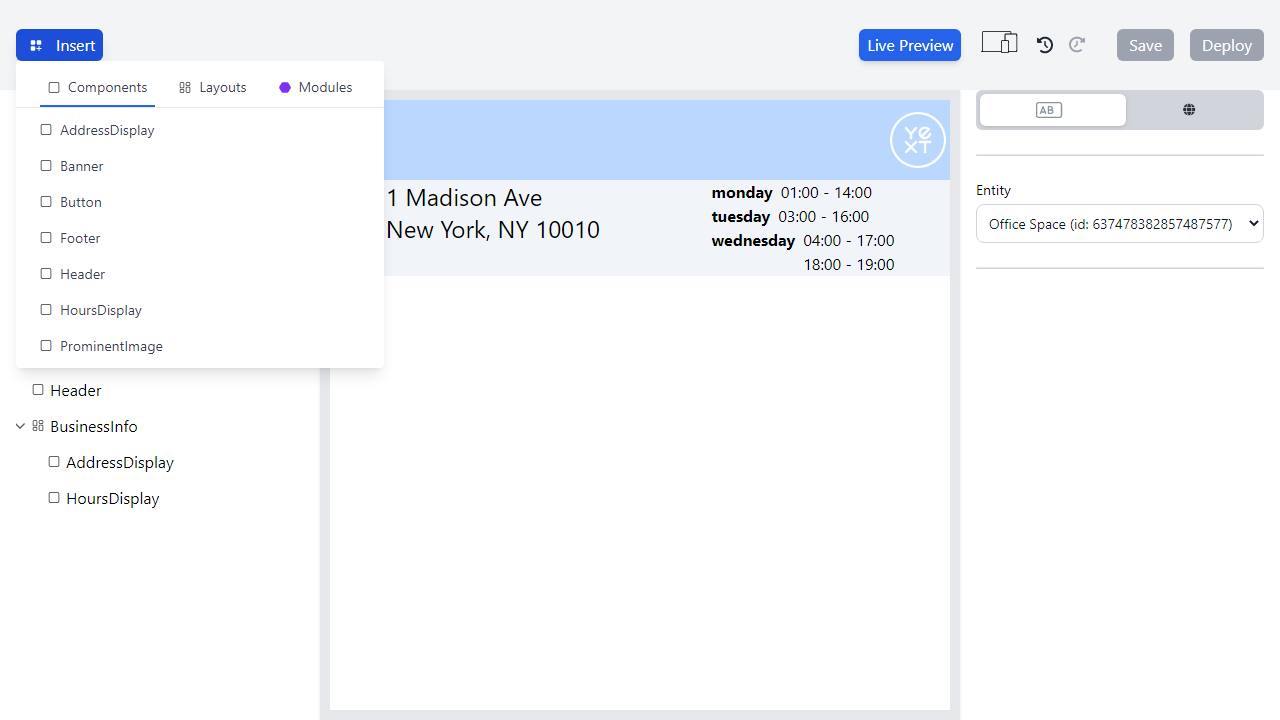 Insert
Live Preview
Save
Deploy
Components
Layouts
Modules
AddressDisplay
Banner
Button
Footer
Header
HoursDisplay
ProminentImage
Header
BusinessInfo
AddressDisplay
HoursDisplay
YEXT
1 Madison Ave
New York, NY 10010
monday 01:00 - 14:00
tuesday 03:00 - 16:00
wednesday 04:00 - 17:00
18:00 - 19:00
AB
Entity
Office Space (id: 637478382857487577)